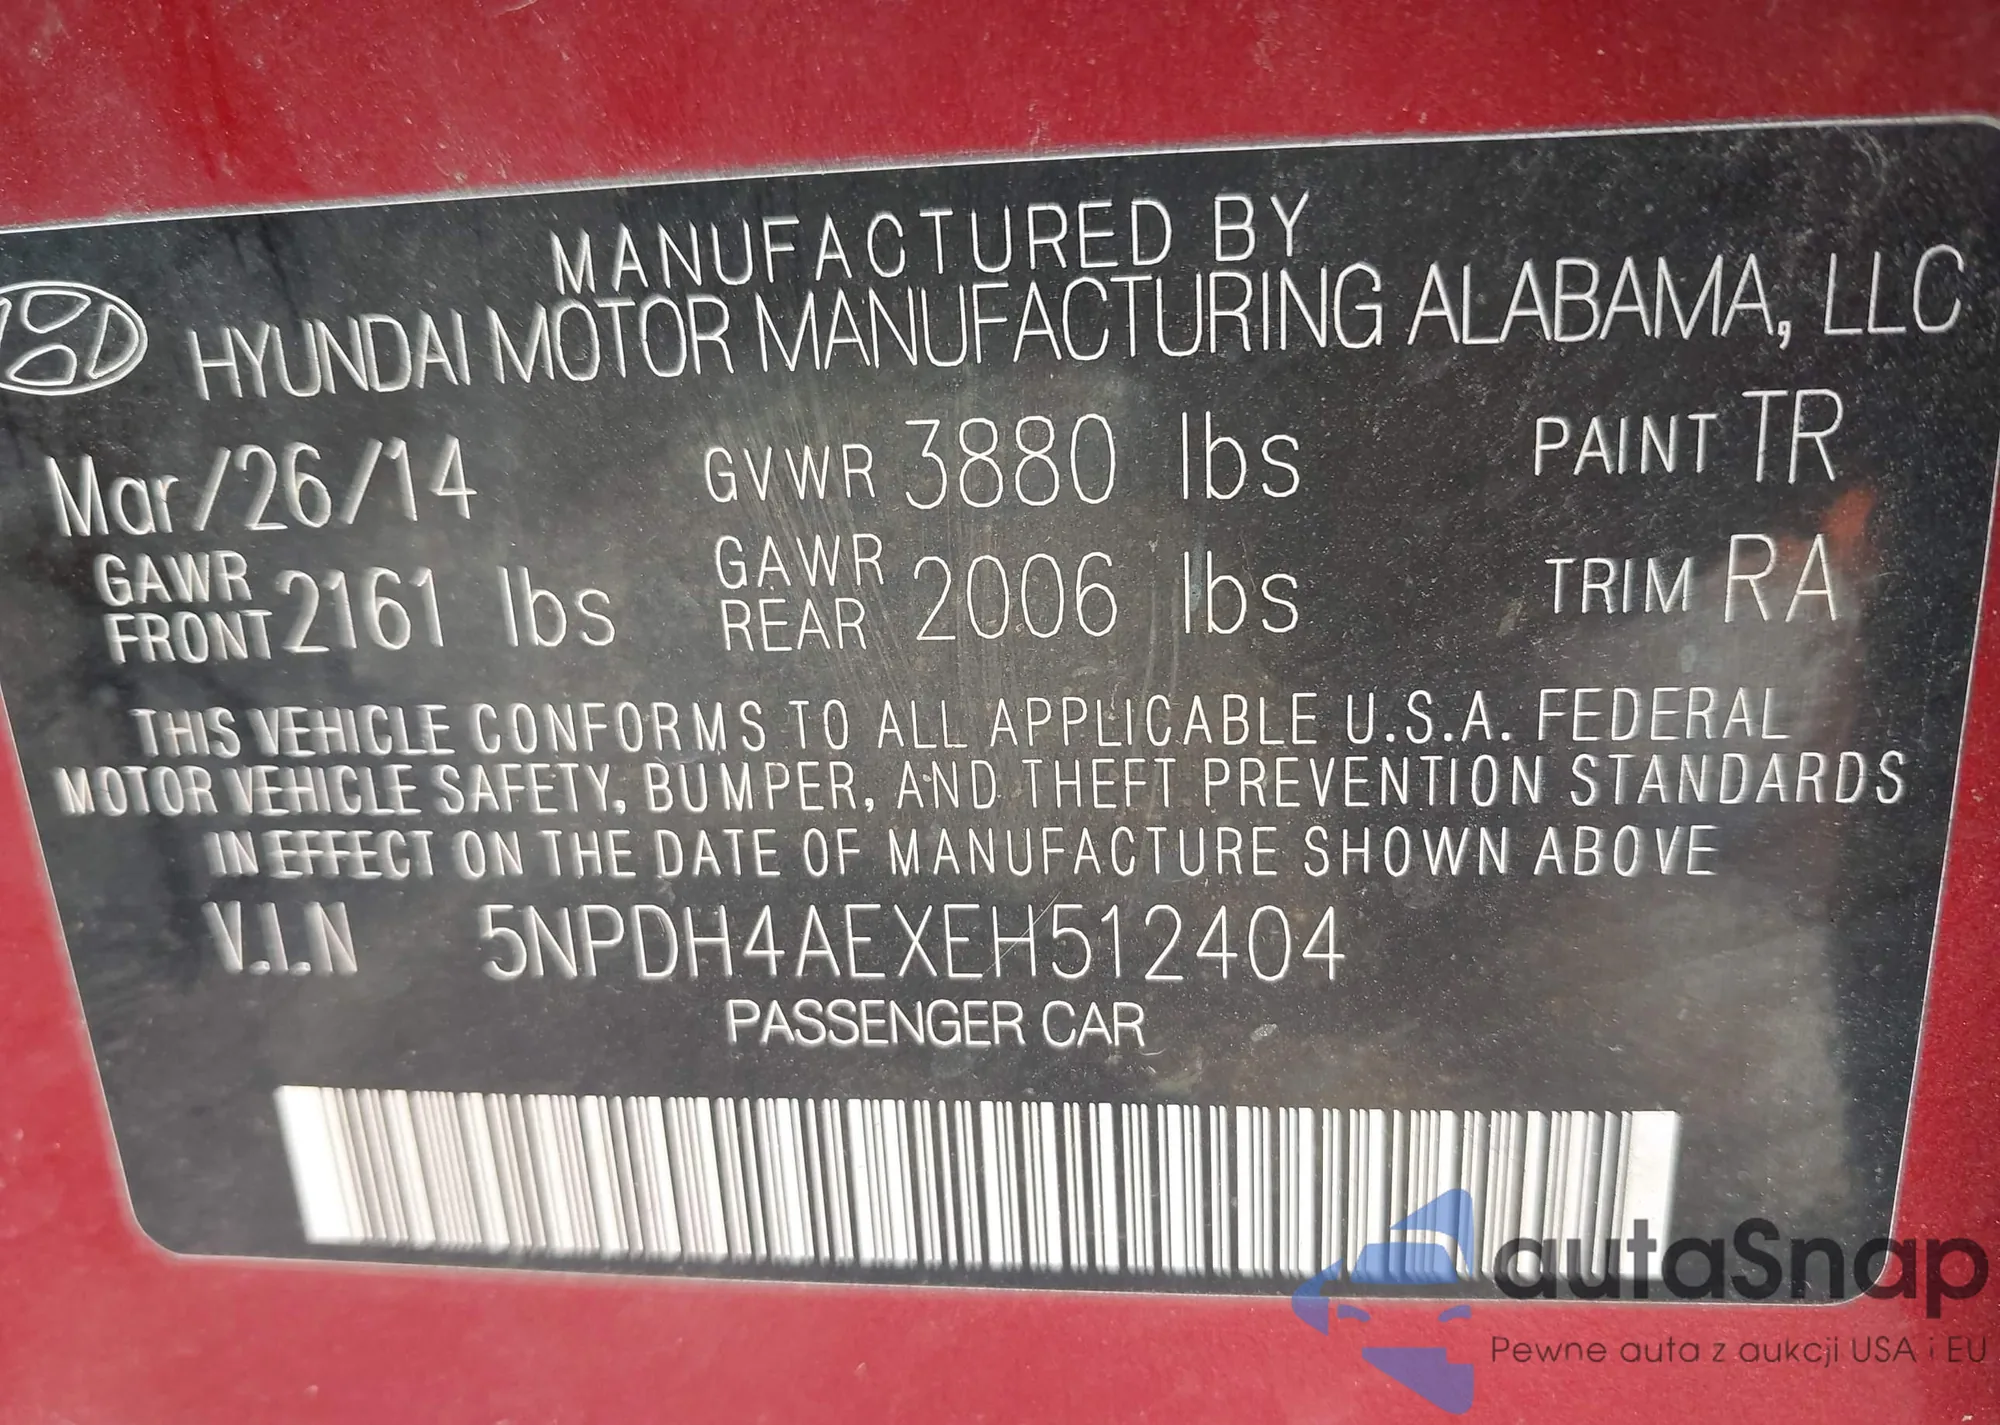 MANUFACTURED BY
HYUNDAI MOTOR MANUFACTURING ALABAMA, LLC
Mar/26/14 GVWR 3880 lbs PAINT TR
GAWR FRONT 2161 lbs GAWR REAR 2006 lbs TRIM RA
THIS VEHICLE CONFORMS TO ALL APPLICABLE U.S.A. FEDERAL
MOTOR VEHICLE SAFETY, BUMPER, AND THEFT PREVENTION STANDARDS
IN EFFECT ON THE DATE OF MANUFACTURE SHOWN ABOVE
V.I.N 5NPDH4AEXEH512404
PASSENGER CAR
autaSnap
Pewne auta z aukcji USA i EU